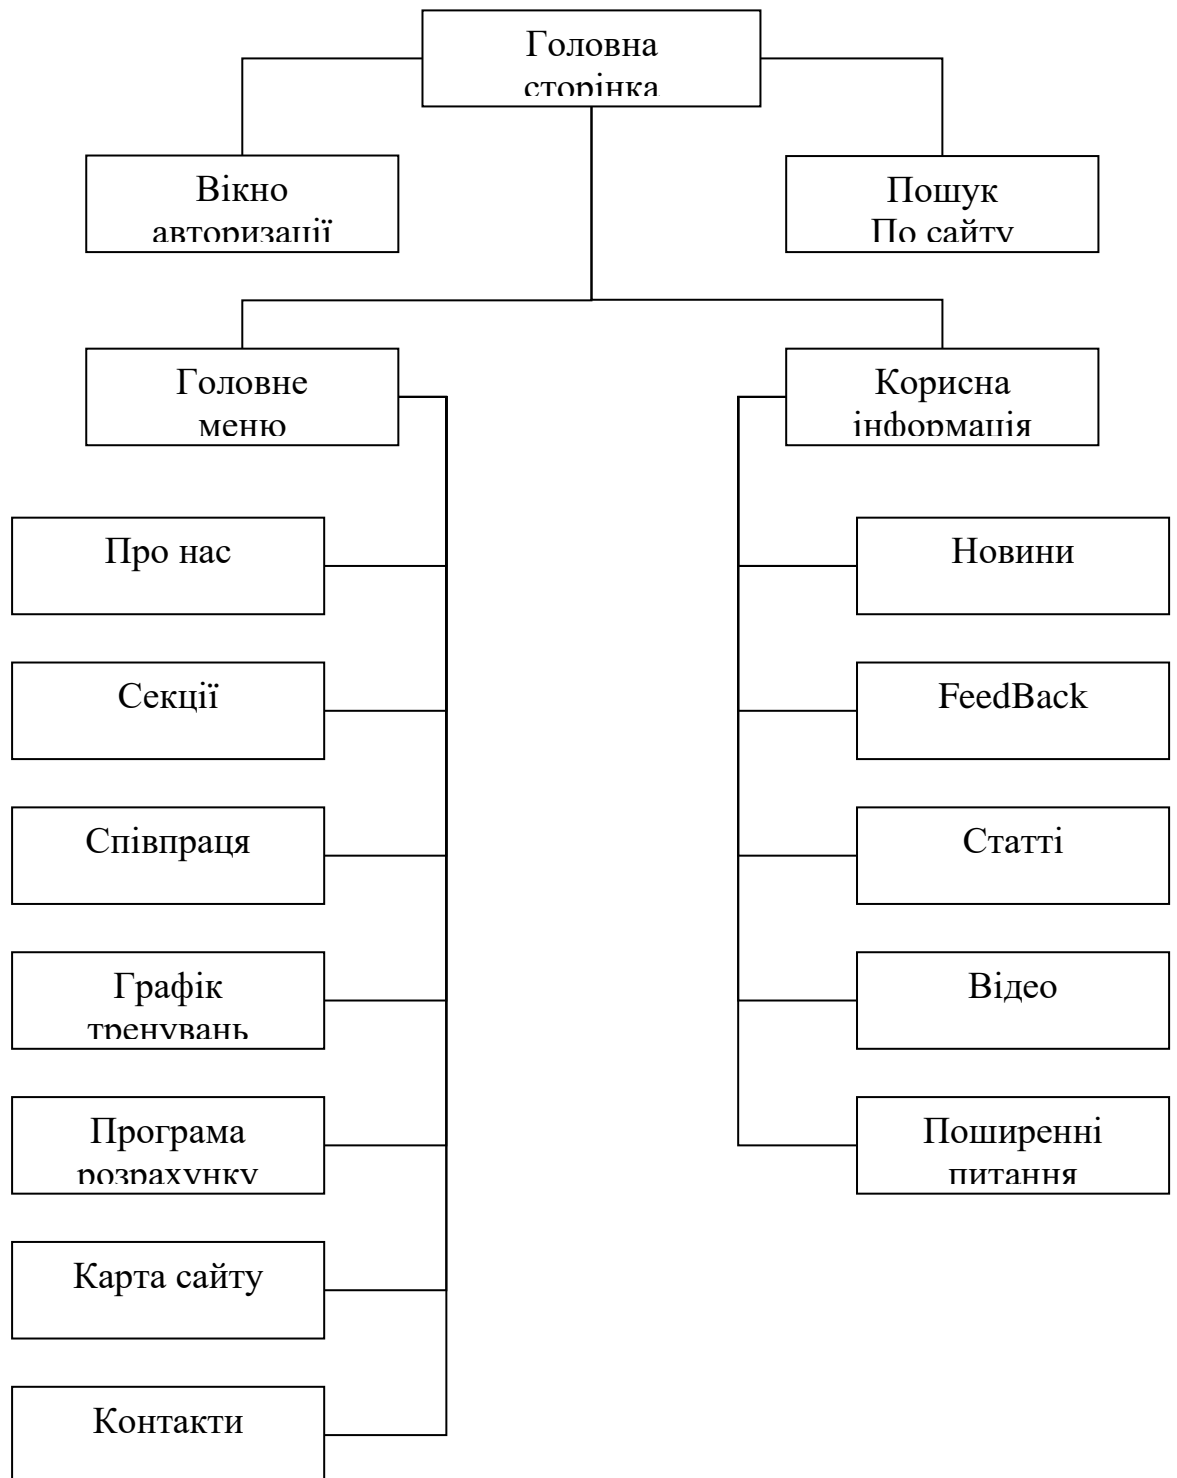 Головна
сторінка
Вікно
авторизації
Пошук
По сайту
Головне
меню
Корисна
інформація
Про нас
Новини
Секції
FeedBack
Співпраця
Статті
Графік
тренувань
Відео
Програма
розрахунку
Поширенні
питання
Карта сайту
Контакти